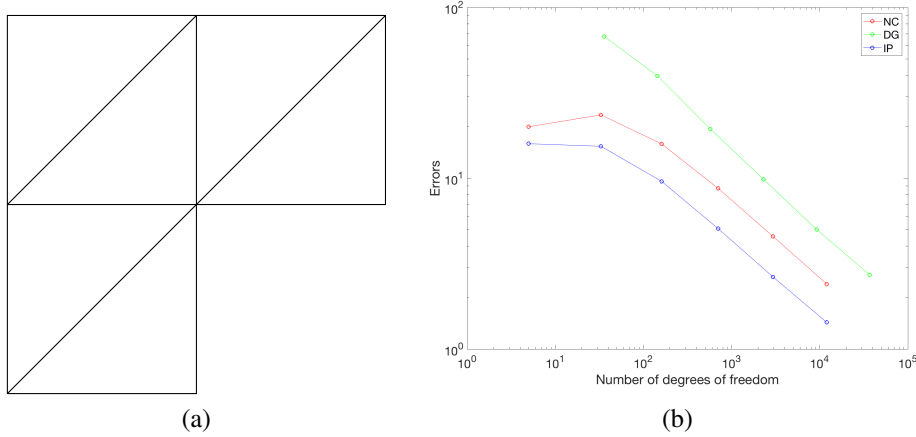 10^2
NC
DG
IP
Errors
10^1
10^0
10^0
10^1
10^2
10^3
10^4
10^5
Number of degrees of freedom
(a)
(b)